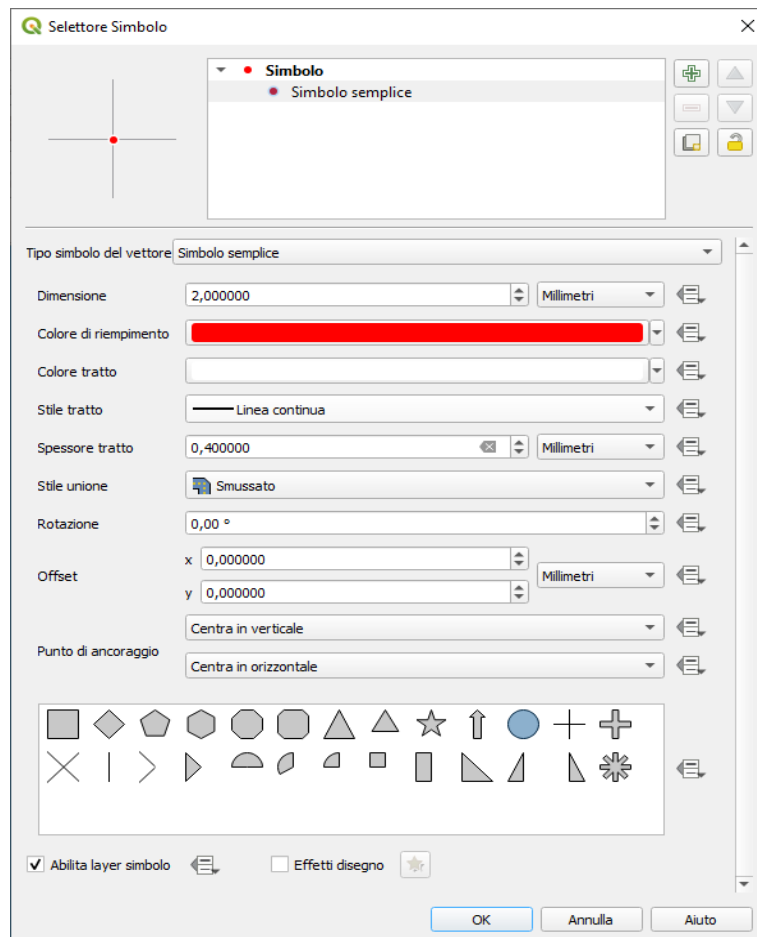 Selettore Simbolo
Simbolo
Simbolo semplice
Tipo simbolo del vettore Simbolo semplice
Dimensione 2,000000 Millimetri
Colore di riempimento
Colore tratto
Stile tratto Linea continua
Spessore tratto 0,400000 Millimetri
Stile unione Smussato
Rotazione 0,00 °
Offset x 0,000000 Millimetri
y 0,000000
Punto di ancoraggio Centra in verticale
Centra in orizzontale
Abilita layer simbolo Effetti disegno
OK Annulla Aiuto